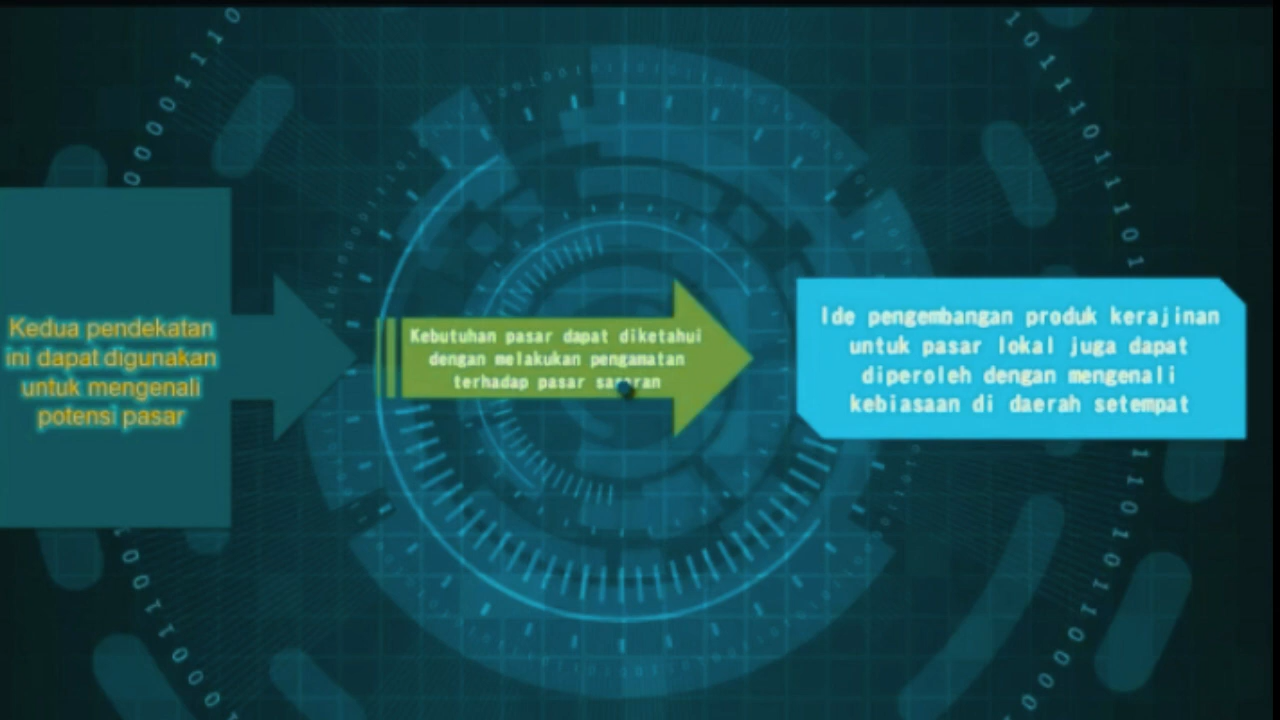 Kedua pendekatan
ini dapat digunakan
untuk mengenali
potensi pasar
Kebutuhan pasar dapat diketahui
dengan melakukan pengamatan
terhadap pasar sasaran
Ide pengembangan produk kerajinan
untuk pasar lokal juga dapat
diperoleh dengan mengenali
kebiasaan di daerah setempat